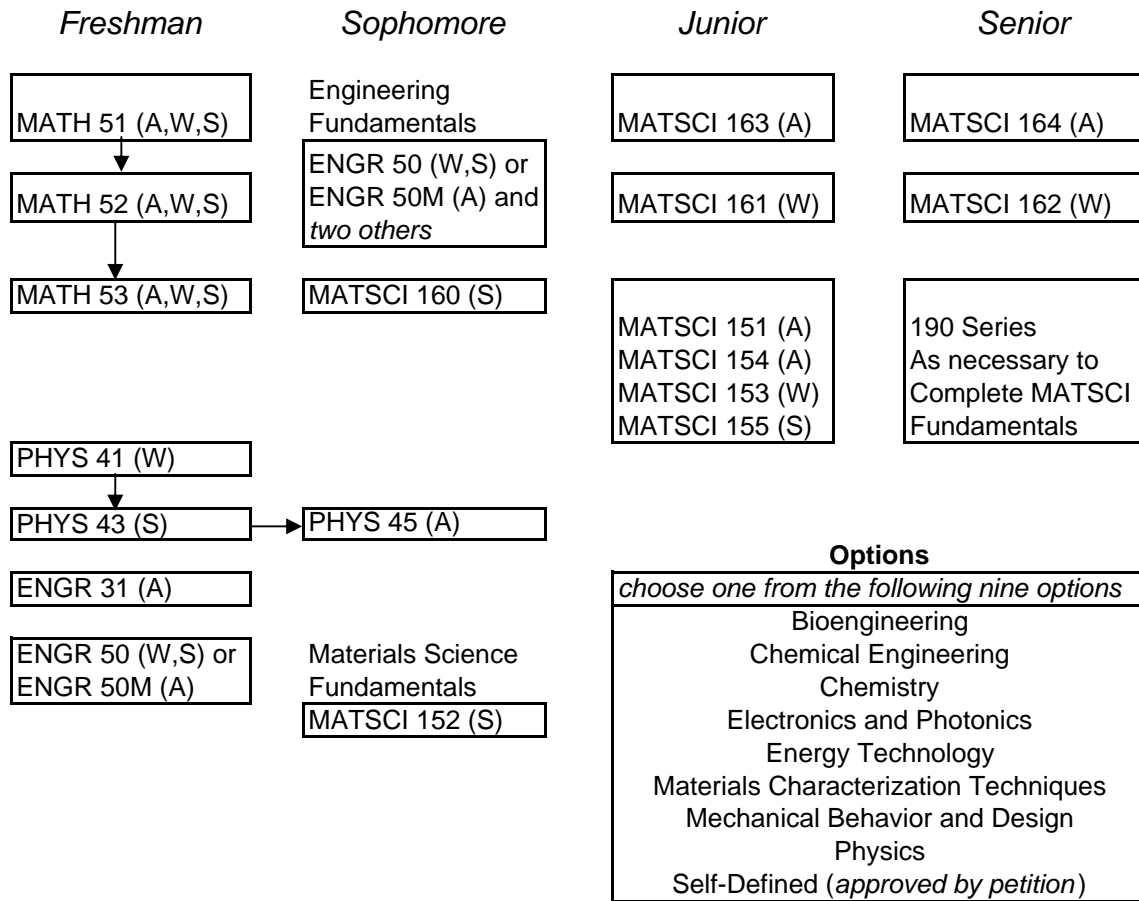 Freshman
MATH 51 (A,W,S)
MATH 52 (A,W,S)
MATH 53 (A,W,S)
PHYS 41 (W)
PHYS 43 (S)
ENGR 31 (A)
ENGR 50 (W,S) or
ENGR 50M (A)
Sophomore
Engineering
Fundamentals
ENGR 50 (W,S) or
ENGR 50M (A) and
two others
MATSCI 160 (S)
PHYS 45 (A)
Materials Science
Fundamentals
MATSCI 152 (S)
Junior
MATSCI 163 (A)
MATSCI 161 (W)
MATSCI 151 (A)
MATSCI 154 (A)
MATSCI 153 (W)
MATSCI 155 (S)
Senior
MATSCI 164 (A)
MATSCI 162 (W)
190 Series
As necessary to
Complete MATSCI
Fundamentals
Options
choose one from the following nine options
Bioengineering
Chemical Engineering
Chemistry
Electronics and Photonics
Energy Technology
Materials Characterization Techniques
Mechanical Behavior and Design
Physics
Self-Defined (approved by petition)